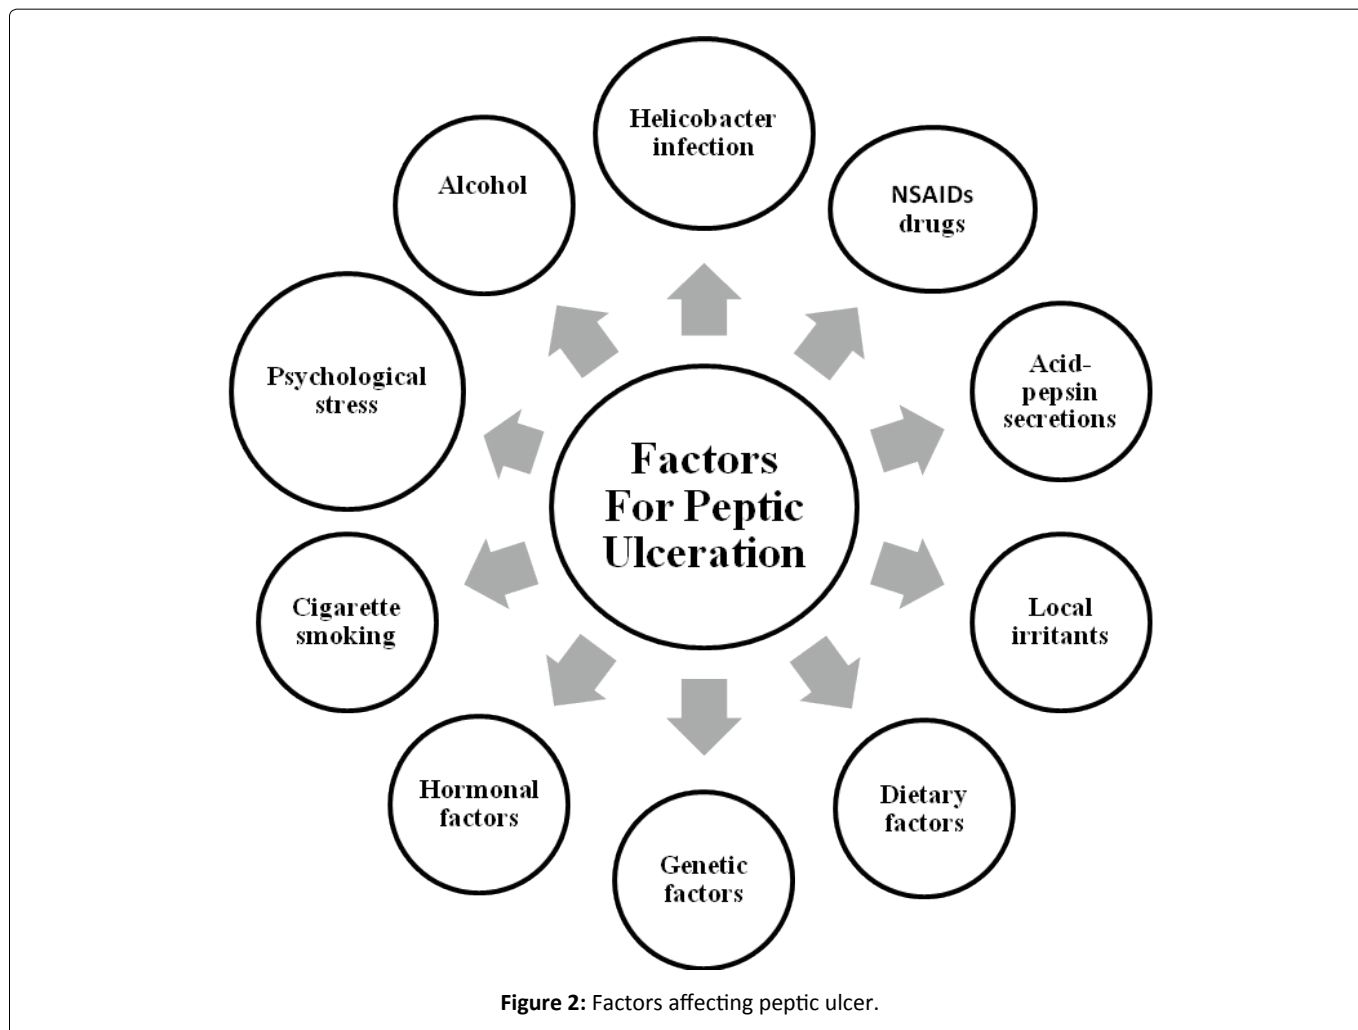 Helicobacter
infection
NSAIDs
drugs
Acid-
pepsin
secretions
Local
irritants
Dietary
factors
Genetic
factors
Hormonal
factors
Cigarette
smoking
Psychological
stress
Alcohol
Factors
For Peptic
Ulceration
Figure 2: Factors affecting peptic ulcer.